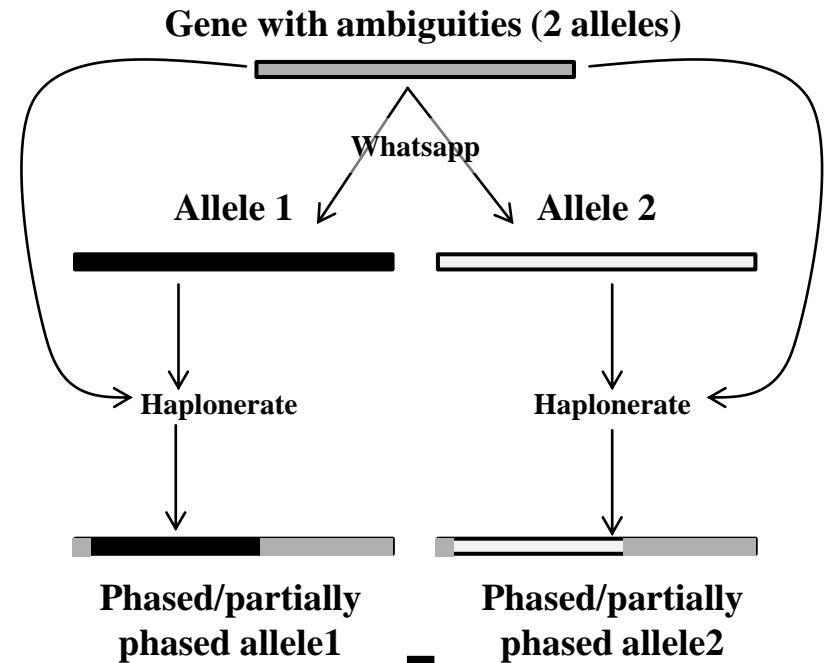 Gene with ambiguities (2 alleles)
Whatsapp
Allele 1
Allele 2
Haplonerate
Haplonerate
Phased/partially
phased allele1
Phased/partially
phased allele2